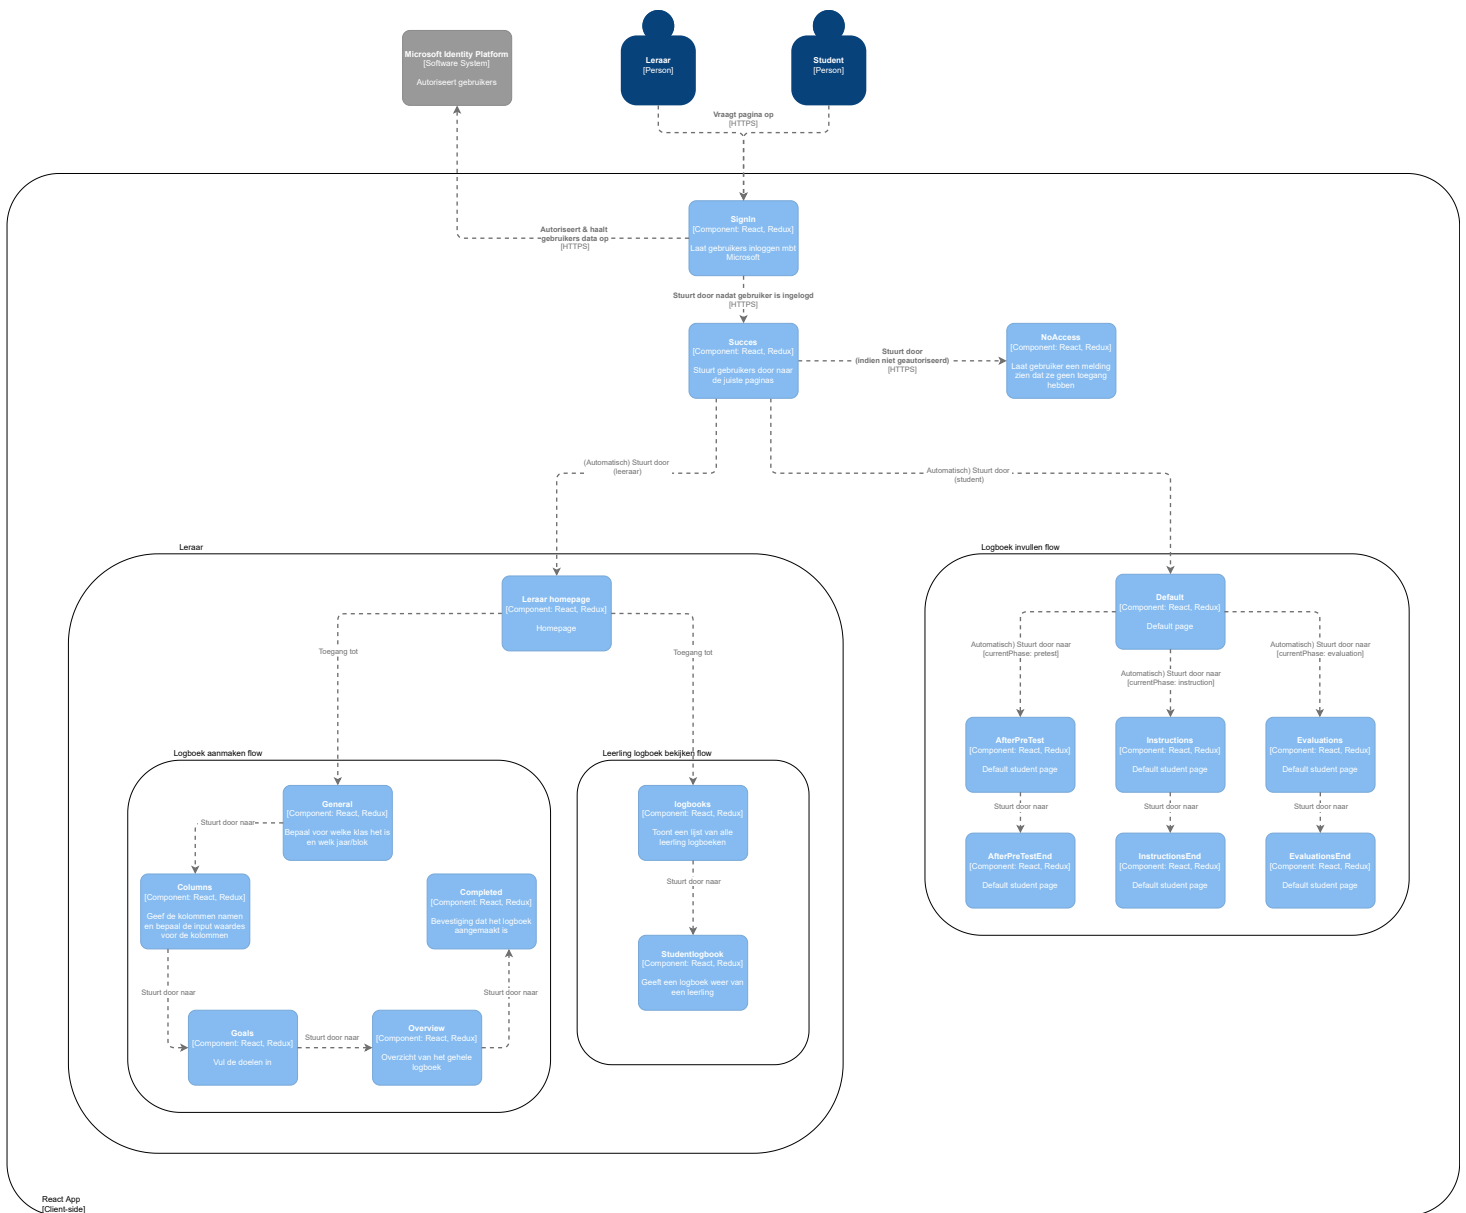 Microsoft Identity Platform
[Software System]
Autoriseert gebruikers
Leraar
[Person]
Student
[Person]
Vraagt pagina op
[HTTPS]
SignIn
[Component: React, Redux]
Laat gebruikers inloggen mbt
Microsoft
Autoriseert & haalt
gebruikers data op
[HTTPS]
Stuurt door nadat gebruiker is ingelogd
[HTTPS]
Succes
[Component: React, Redux]
Stuurt gebruikers door naar
de juiste paginas
Stuurt door
(indien niet geautoriseerd)
[HTTPS]
NoAccess
[Component: React, Redux]
Laat gebruiker een melding
zien dat ze geen toegang
hebben
(Automatisch) Stuurt door
(leeraar)
Automatisch) Stuurt door
(student)
Leraar
Leraar homepage
[Component: React, Redux]
Homepage
Toegang tot
Toegang tot
Logboek aanmaken flow
General
[Component: React, Redux]
Bepaal voor welke klas het is
en welk jaar/blok
Stuurt door naar
Columns
[Component: React, Redux]
Geef de kolommen namen
en bepaal de input waardes
voor de kolommen
Stuurt door naar
Goals
[Component: React, Redux]
Vul de doelen in
Stuurt door naar
Overview
[Component: React, Redux]
Overzicht van het gehele
logboek
Stuurt door naar
Completed
[Component: React, Redux]
Bevestiging dat het logboek
aangemaakt is
Leerling logboek bekijken flow
logbooks
[Component: React, Redux]
Toont een lijst van alle
leerling logboeken
Stuurt door naar
Studentlogbook
[Component: React, Redux]
Geeft een logboek weer van
een leerling
Logboek invullen flow
Default
[Component: React, Redux]
Default page
Automatisch) Stuurt door naar
[currentPhase: pretest]
Automatisch) Stuurt door naar
[currentPhase: instruction]
Automatisch) Stuurt door naar
[currentPhase: evaluation]
AfterPreTest
[Component: React, Redux]
Default student page
Instructions
[Component: React, Redux]
Default student page
Evaluations
[Component: React, Redux]
Default student page
Stuurt door naar
Stuurt door naar
Stuurt door naar
AfterPreTestEnd
[Component: React, Redux]
Default student page
InstructionsEnd
[Component: React, Redux]
Default student page
EvaluationsEnd
[Component: React, Redux]
Default student page
React App
[Client-side]